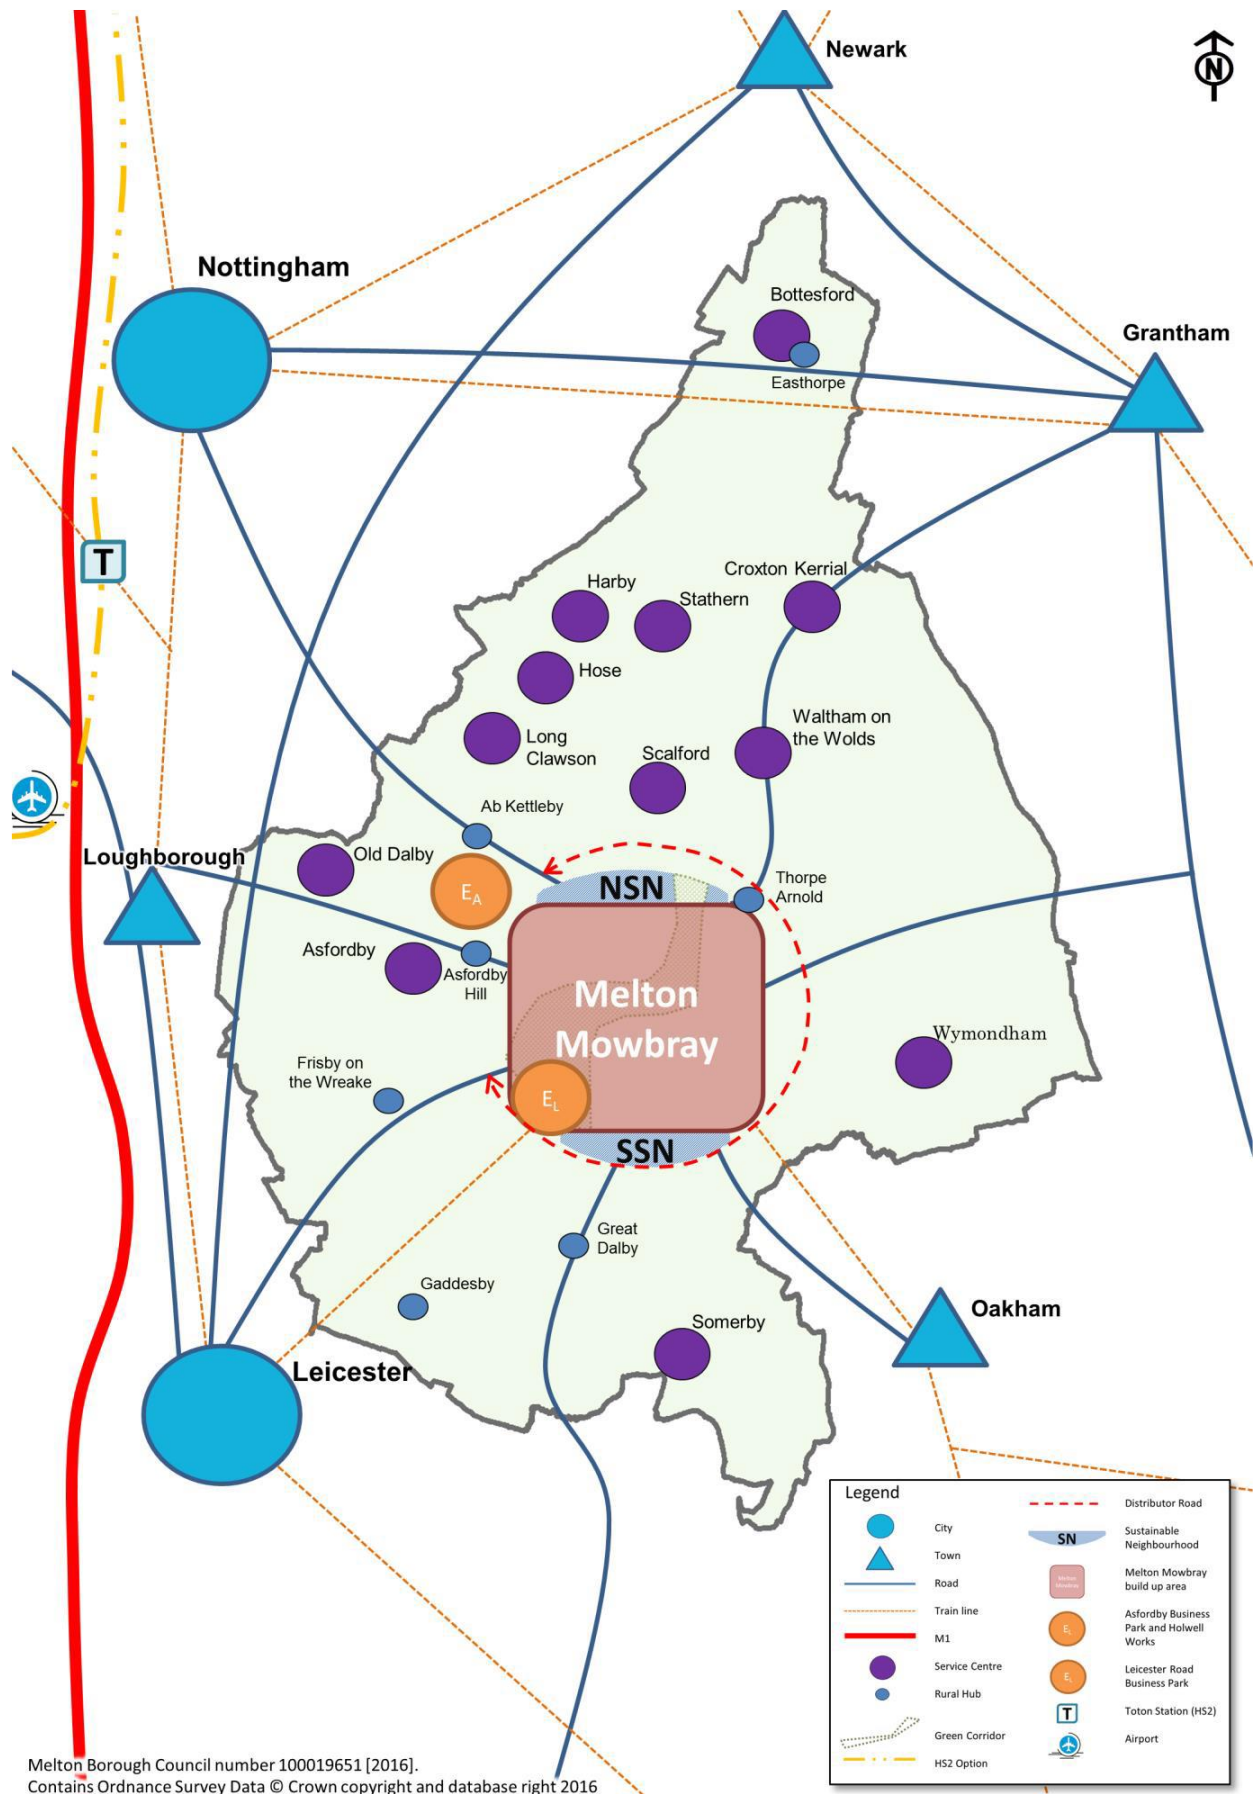 Newark
N
Nottingham
Bottesford
Grantham
Easthorpe
T
Harby
Croxton Kerrial
Stathern
Hose
Waltham on
the Wolds
Long
Clawson
Scalford
Ab Kettleby
Loughborough
Old Dalby
NSN
Thorpe
Arnold
EA
Asfordby
Asfordby
Hill
Melton
Mowbray
Wymondham
Frisby on
the Wreake
EL
SSN
Great
Dalby
Gaddesby
Oakham
Somerby
Leicester
Legend
City
Town
Road
Train line
M1
Service Centre
Rural Hub
Green Corridor
HS2 Option
Distributor Road
SN
Sustainable
Neighbourhood
Melton
Mowbray
Melton Mowbray
build up area
EL
Asfordby Business
Park and Holwell
Works
EL
Leicester Road
Business Park
T
Toton Station (HS2)
Airport
Melton Borough Council number 100019651 [2016].
Contains Ordnance Survey Data © Crown copyright and database right 2016